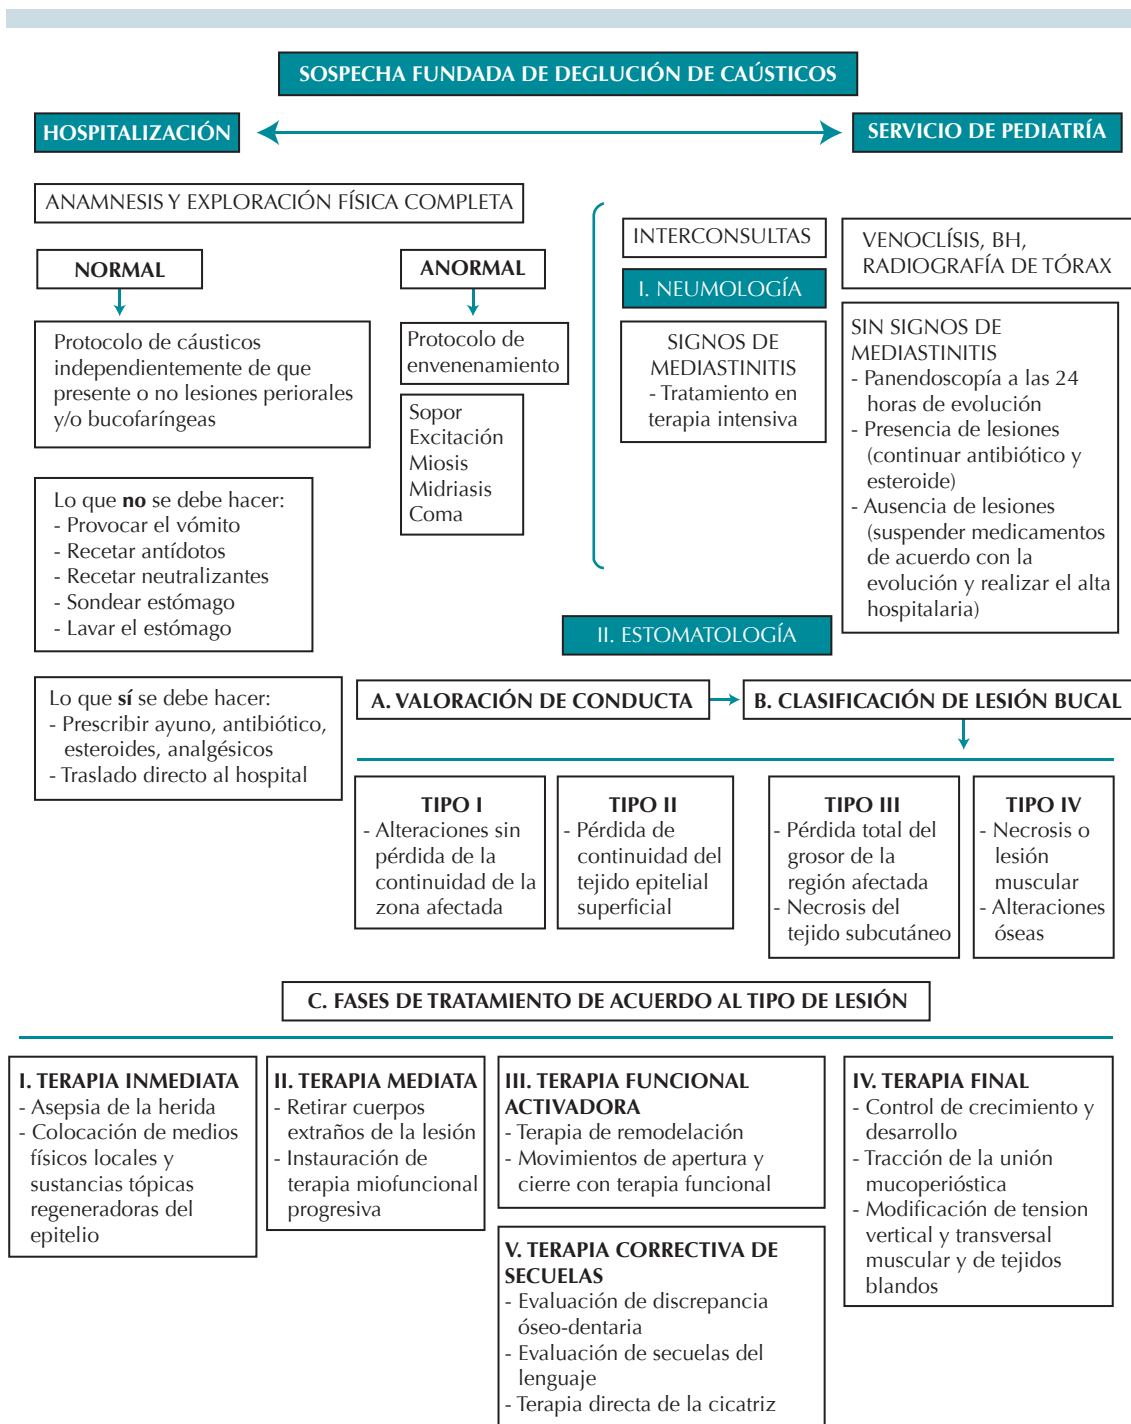 SOSPECHA FUNDADA DE DEGLUCIÓN DE CAÚSTICOS
HOSPITALIZACIÓN
SERVICIO DE PEDIATRÍA
ANAMNESIS Y EXPLORACIÓN FÍSICA COMPLETA
NORMAL
Protocolo de cáusticos
independientemente de que
presente o no lesiones periorales
y/o bucofaríngeas
Lo que no se debe hacer:
- Provocar el vómito
- Recetar antídotos
- Recetar neutralizantes
- Sondear estómago
- Lavar el estómago
Lo que sí se debe hacer:
- Prescribir ayuno, antibiótico,
esteroides, analgésicos
- Traslado directo al hospital
ANORMAL
Protocolo de
envenenamiento
Sopor
Excitación
Miosis
Midriasis
Coma
INTERCONSULTAS
I. NEUMOLOGÍA
SIGNOS DE
MEDIASTINITIS
- Tratamiento en
terapia intensiva
VENOCLÍSIS, BH,
RADIOGRAFÍA DE TÓRAX
SIN SIGNOS DE
MEDIASTINITIS
- Panendoscopía a las 24
horas de evolución
- Presencia de lesiones
(continuar antibiótico y
esteroide)
- Ausencia de lesiones
(suspender medicamentos
de acuerdo con la
evolución y realizar el alta
hospitalaria)
II. ESTOMATOLOGÍA
A. VALORACIÓN DE CONDUCTA
B. CLASIFICACIÓN DE LESIÓN BUCAL
TIPO I
- Alteraciones sin
pérdida de la
continuidad de la
zona afectada
TIPO II
- Pérdida de
continuidad del
tejido epitelial
superficial
TIPO III
- Pérdida total del
grosor de la
región afectada
- Necrosis del
tejido subcutáneo
TIPO IV
- Necrosis o
lesión
muscular
- Alteraciones
óseas
C. FASES DE TRATAMIENTO DE ACUERDO AL TIPO DE LESIÓN
I. TERAPIA INMEDIATA
- Asepsia de la herida
- Colocación de medios
físicos locales y
sustancias tópicas
regeneradoras del
epitelio
II. TERAPIA MEDIATA
- Retirar cuerpos
extraños de la lesión
- Instauración de
terapia miofuncional
progresiva
III. TERAPIA FUNCIONAL
ACTIVADORA
- Terapia de remodelación
- Movimientos de apertura y
cierre con terapia funcional
IV. TERAPIA FINAL
- Control de crecimiento y
desarrollo
- Tracción de la unión
mucoperióstica
- Modificación de tension
vertical y transversal
muscular y de tejidos
blandos
V. TERAPIA CORRECTIVA DE
SECUELAS
- Evaluación de discrepancia
óseo-dentaria
- Evaluación de secuelas del
lenguaje
- Terapia directa de la cicatriz